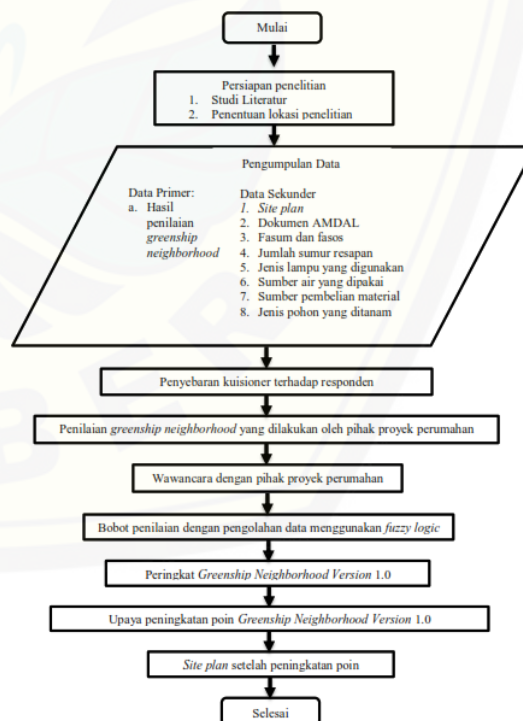 Mulai
Persiapan penelitian
1. Studi Literatur
2. Penentuan lokasi penelitian
Pengumpulan Data
Data Primer:
a. Hasil
penilaian
greenship
neighborhood
Data Sekunder
1. Site plan
2. Dokumen AMDAL
3. Fasum dan fasos
4. Jumlah sumur resapan
5. Jenis lampu yang digunakan
6. Sumber air yang dipakai
7. Sumber pembelian material
8. Jenis pohon yang ditanam
Penyebaran kuisioner terhadap responden
Penilaian greenship neighborhood yang dilakukan oleh pihak proyek perumahan
Wawancara dengan pihak proyek perumahan
Bobot penilaian dengan pengolahan data menggunakan fuzzy logic
Peringkat Greenship Neighborhood Version 1.0
Upaya peningkatan poin Greenship Neighborhood Version 1.0
Site plan setelah peningkatan poin
Selesai